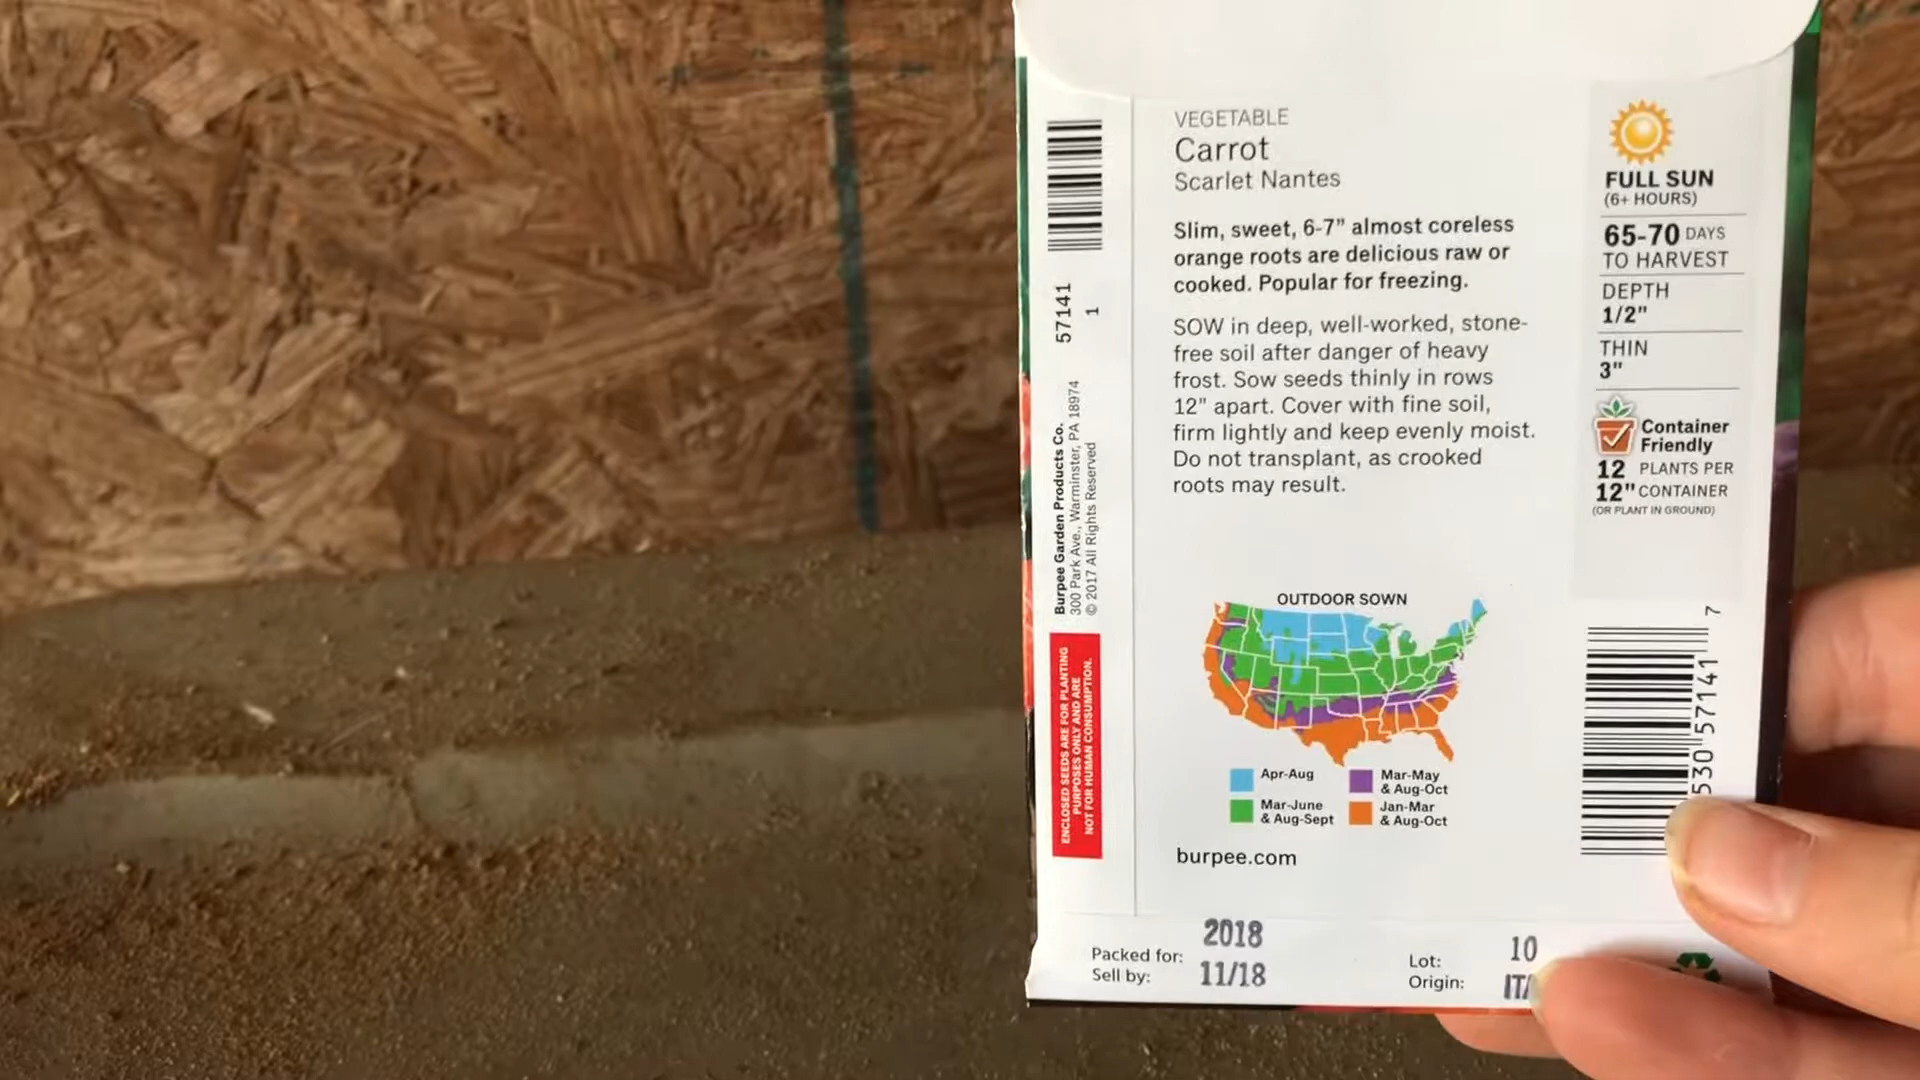 VEGETABLE
Carrot
Scarlet Nantes
Slim, sweet, 6-7" almost coreless
orange roots are delicious raw or
cooked. Popular for freezing.
SOW in deep, well-worked, stone-
free soil after danger of heavy
frost. Sow seeds thinly in rows
12" apart. Cover with fine soil,
firm lightly and keep evenly moist.
Do not transplant, as crooked
roots may result.
OUTDOOR SOWN
Apr-Aug
Mar-June
& Aug-Sept
Mar-May
& Aug-Oct
Jan-Mar
& Aug-Oct
burpee.com
FULL SUN
(6+ HOURS)
65-70 DAYS
TO HARVEST
DEPTH
1/2"
THIN
3"
Container
Friendly
12 PLANTS PER
12" CONTAINER
(OR PLANT IN GROUND)
57141
1
Burpee Garden Products Co.
300 Park Ave., Warminster, PA 18974
© 2017 All Rights Reserved
ENCLOSED SEEDS ARE FOR PLANTING
PURPOSES ONLY AND ARE
NOT FOR HUMAN CONSUMPTION.
530 57141 7
Packed for: 2018
Sell by: 11/18
Lot: 10
Origin: